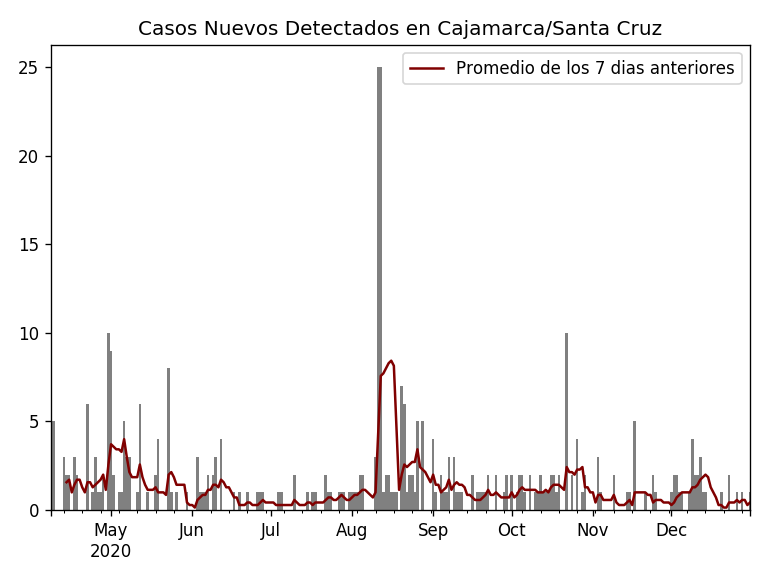 Casos Nuevos Detectados en Cajamarca/Santa Cruz
Promedio de los 7 dias anteriores
25
20
15
10
5
0
May Jun Jul Aug Sep Oct Nov Dec
2020